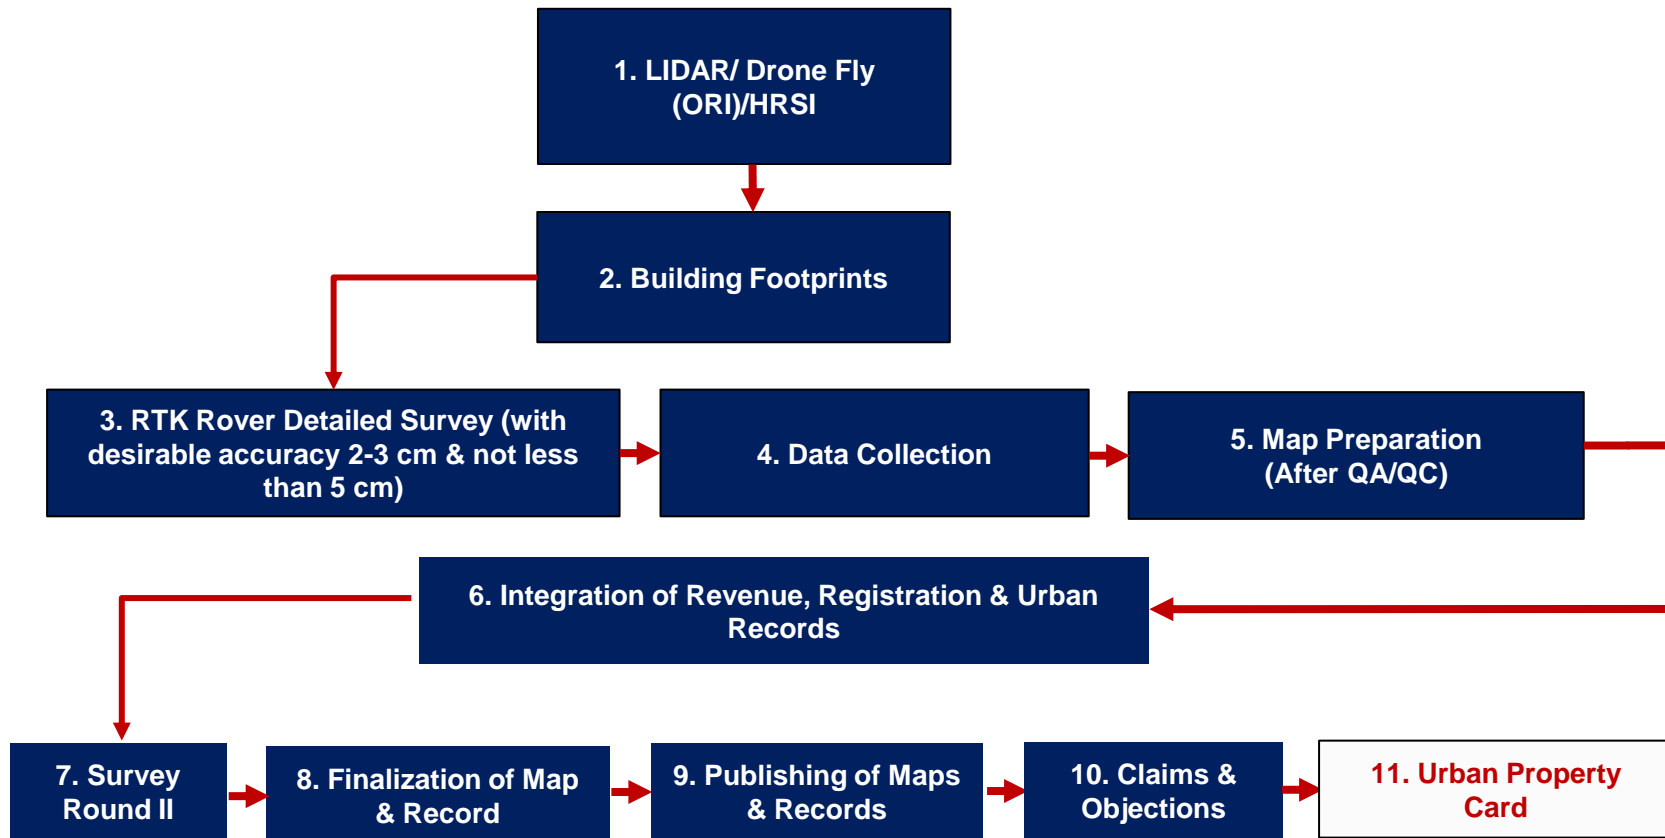 1. LIDAR/ Drone Fly
(ORI)/HRSI
2. Building Footprints
3. RTK Rover Detailed Survey (with
desirable accuracy 2-3 cm & not less
than 5 cm)
4. Data Collection
5. Map Preparation
(After QA/QC)
6. Integration of Revenue, Registration & Urban
Records
7. Survey
Round II
8. Finalization of Map
& Record
9. Publishing of Maps
& Records
10. Claims &
Objections
11. Urban Property
Card